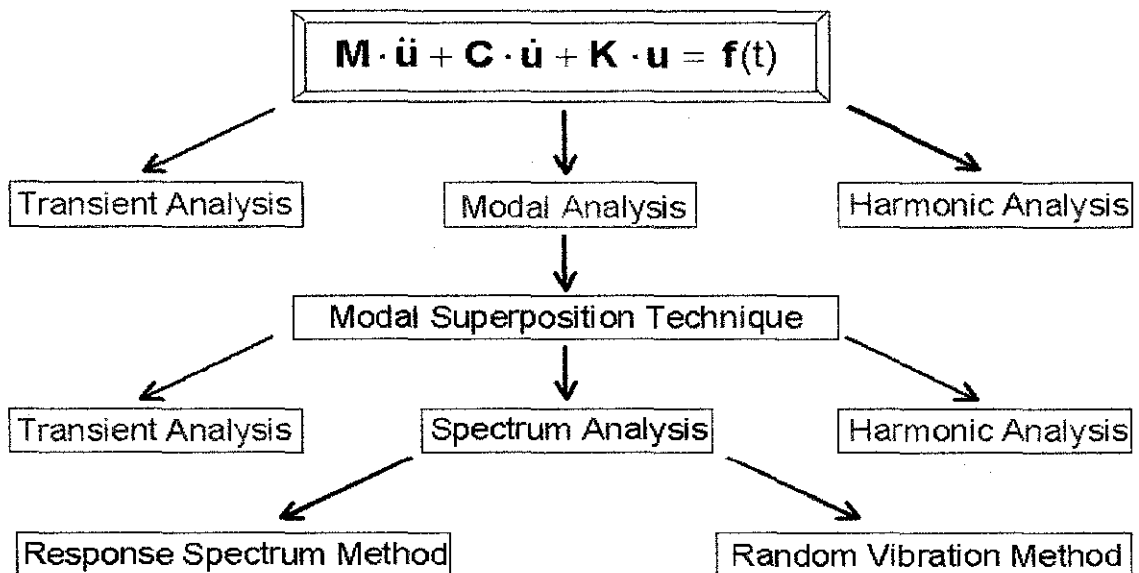 M · ü + C · u̇ + K · u = f(t)
Transient Analysis
Modal Analysis
Harmonic Analysis
Modal Superposition Technique
Transient Analysis
Spectrum Analysis
Harmonic Analysis
Response Spectrum Method
Random Vibration Method